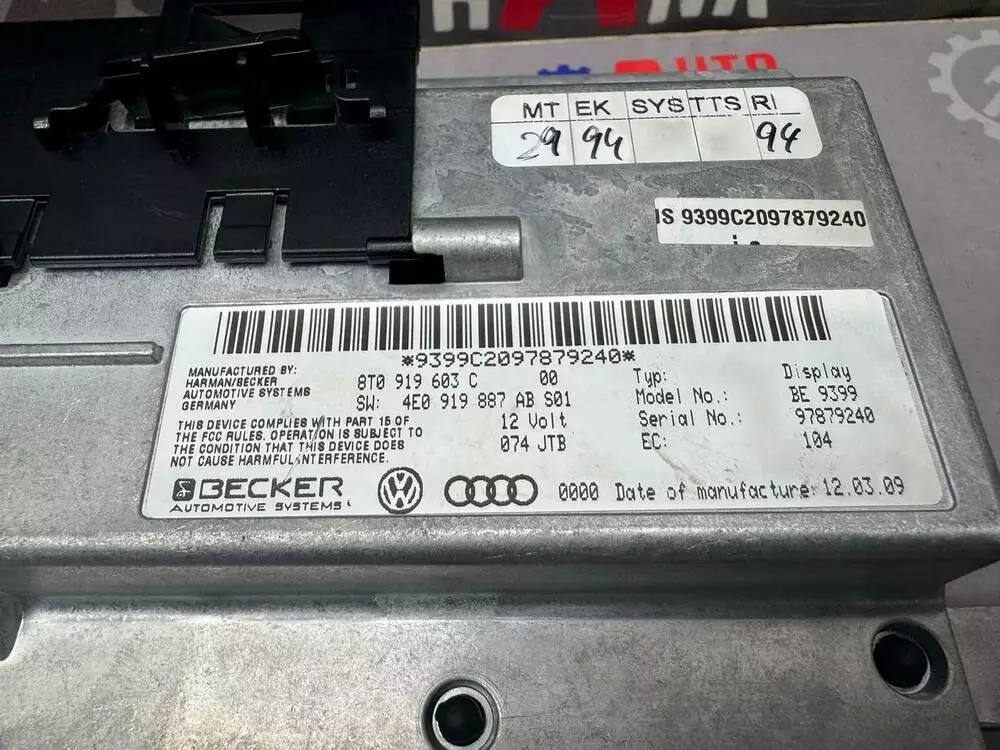 UTO
MT EK SYS TTS RI
29 94 94
IS 9399C2097879240
*9399C2097879240*
MANUFACTURED BY:
HARMAN/BECKER
AUTOMOTIVE SYSTEMS
GERMANY
8T0 919 603 C 00
SW: 4E0 919 887 AB S01
12 Volt
074 JTB
Typ: Display
Model No.: BE 9399
Serial No.: 97879240
EC: 104
THIS DEVICE COMPLIES WITH PART 15 OF
THE FCC RULES. OPERATION IS SUBJECT TO
THE CONDITION THAT THIS DEVICE DOES
NOT CAUSE HARMFUL INTERFERENCE.
BECKER
AUTOMOTIVE SYSTEMS
VW
0000 Date of manufacture: 12.03.09